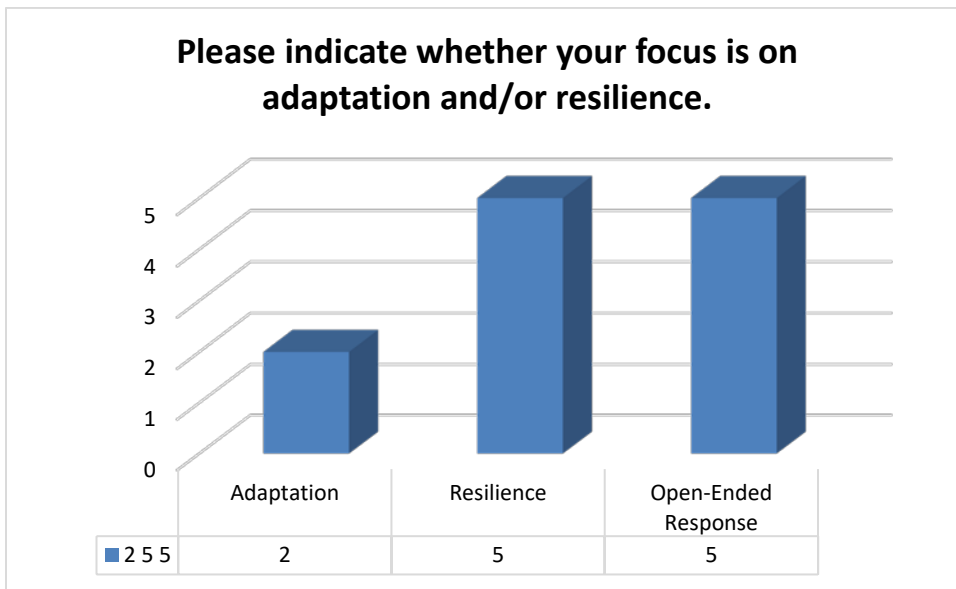 Please indicate whether your focus is on
adaptation and/or resilience.
5
4
3
2
1
0
Adaptation Resilience Open-Ended
Response
2 5 5 2 5 5